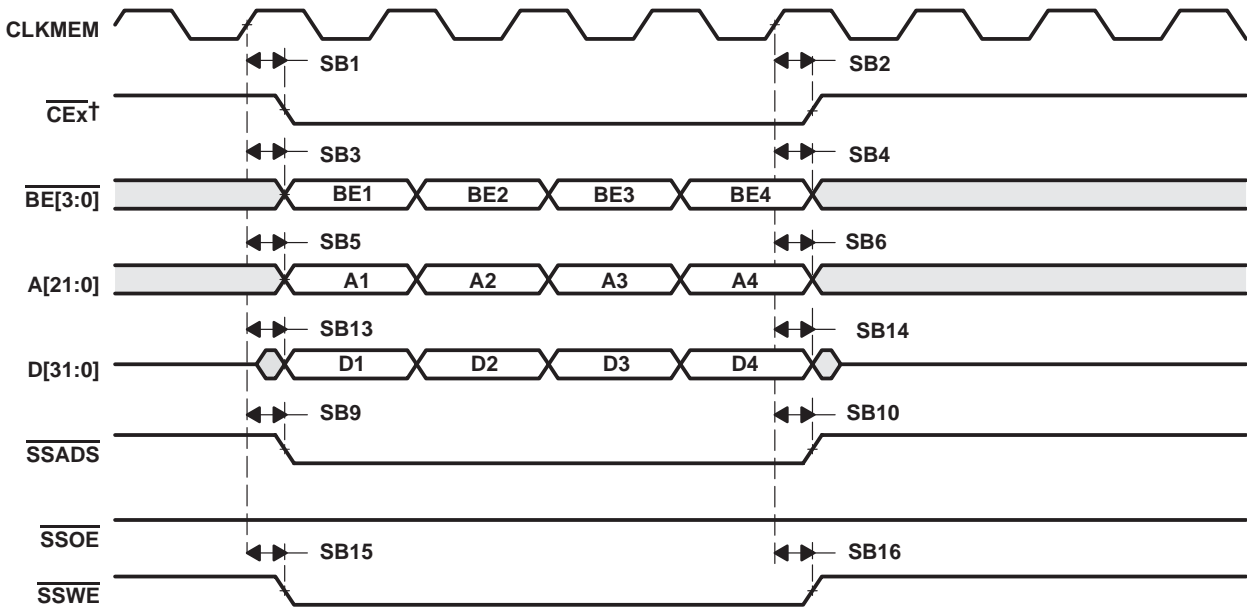 CLKMEM
SB1 SB2
CEx†
SB3 SB4
BE[3:0] BE1 BE2 BE3 BE4
SB5 SB6
A[21:0] A1 A2 A3 A4
SB13 SB14
D[31:0] D1 D2 D3 D4
SB9 SB10
SSADS
SSOE
SB15 SB16
SSWE